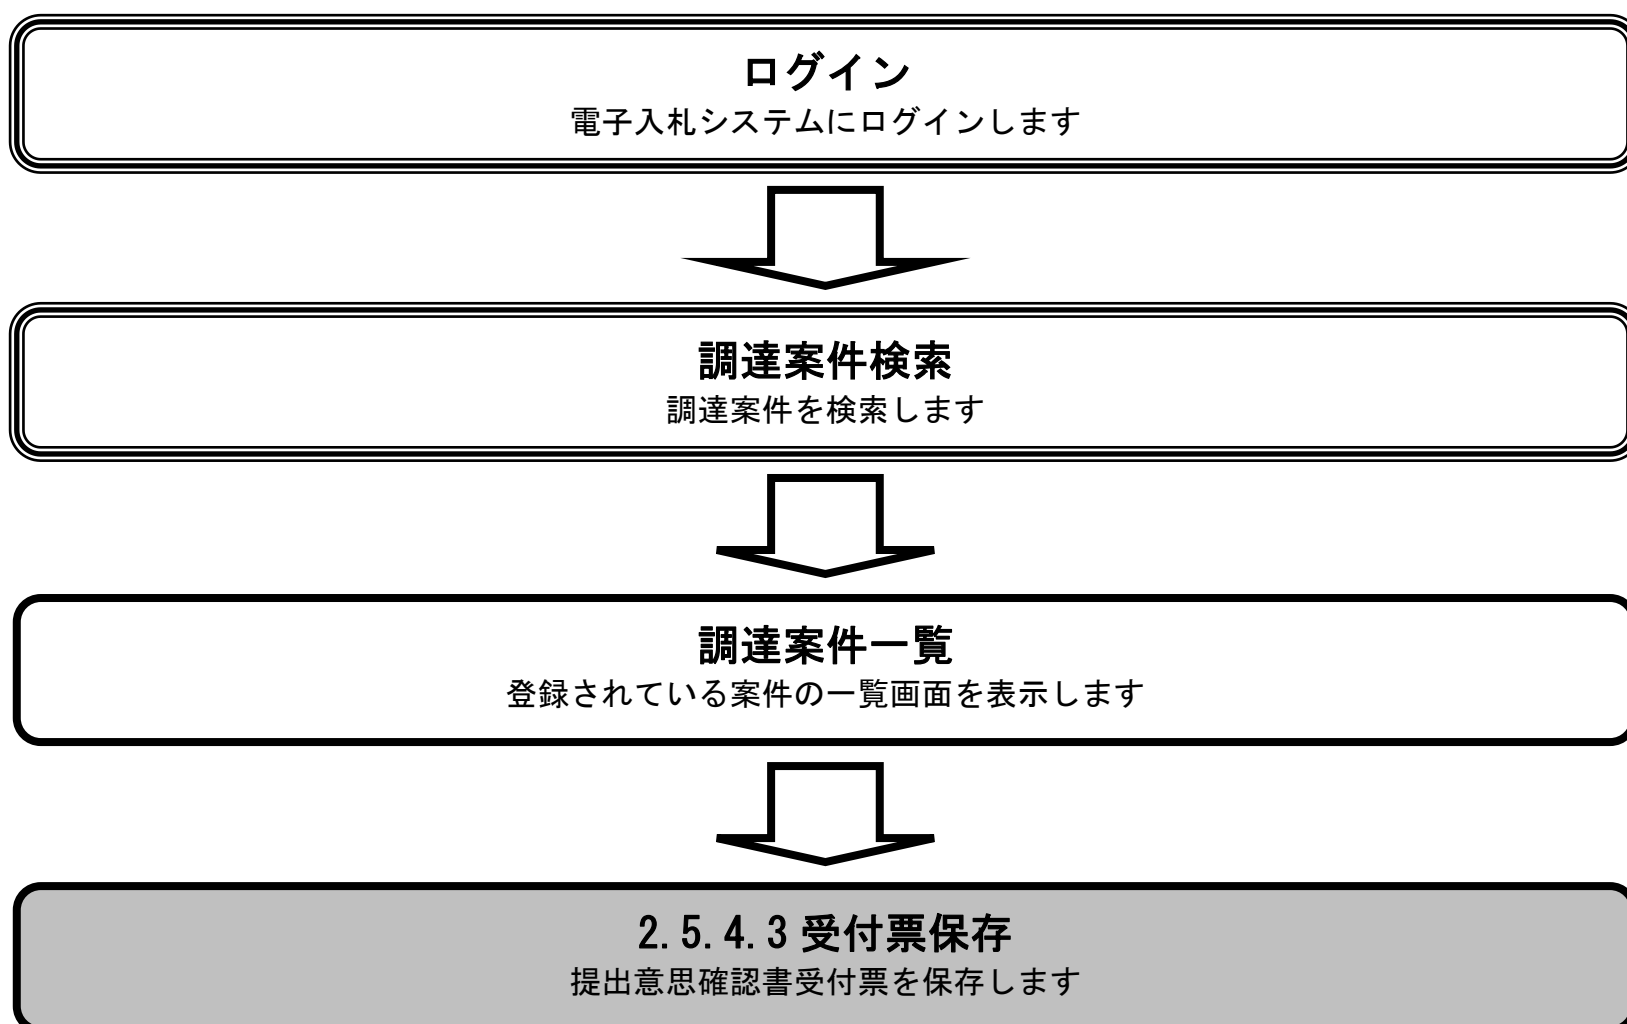 ログイン
電子入札システムにログインします
調達案件検索
調達案件を検索します
調達案件一覧
登録されている案件の一覧画面を表示します
2.5.4.3 受付票保存
提出意思確認書受付票を保存します